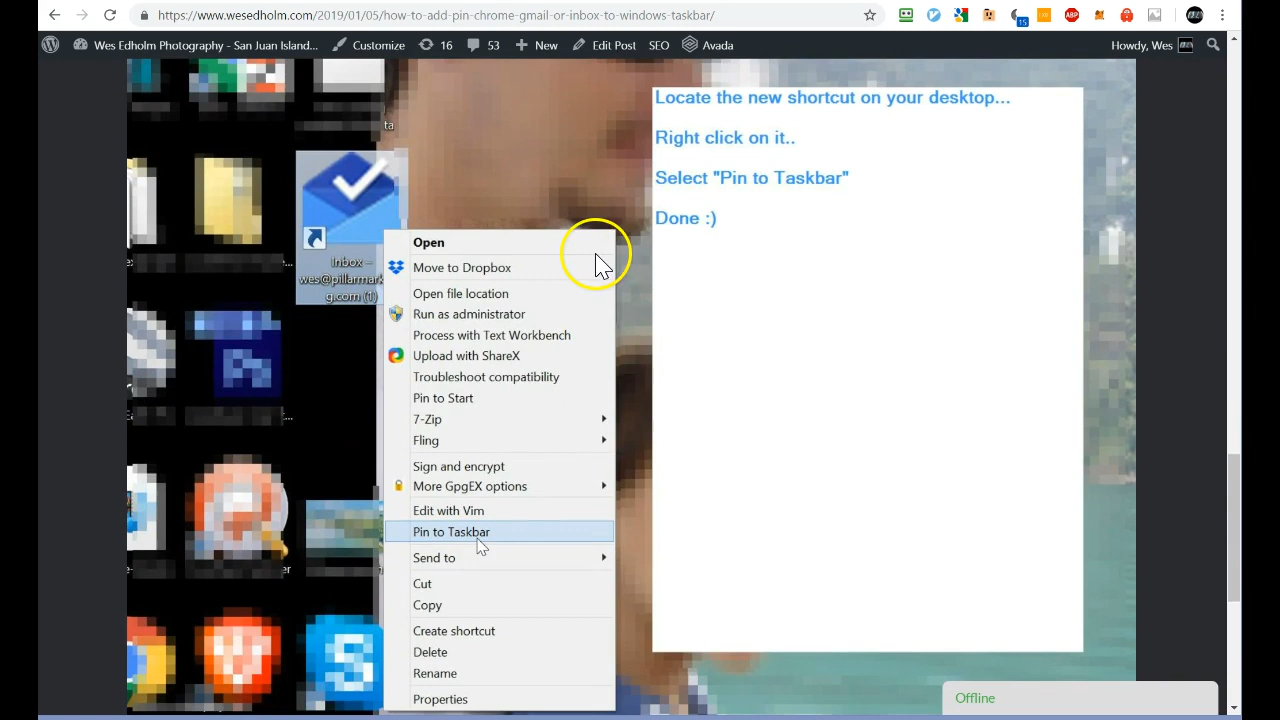 https://www.wesedholm.com/2019/01/07/how-to-add-pin-chrome-gmail-or-inbox-to-windows-taskbar/
15
ABP
Wes Edholm Photography - San Juan Island...
Customize
16
53
New
Edit Post
SEO
Avada
Howdy, Wes
ta
Locate the new shortcut on your desktop...
Right click on it..
Select "Pin to Taskbar"
Done :)
Inbox –
wes@pillarmark
g.com (1)
Open
Move to Dropbox
Open file location
Run as administrator
Process with Text Workbench
Upload with ShareX
Troubleshoot compatibility
Pin to Start
7-Zip
Fling
Sign and encrypt
More GpgEX options
Edit with Vim
Pin to Taskbar
Send to
Cut
Copy
Create shortcut
Delete
Rename
Properties
Offline